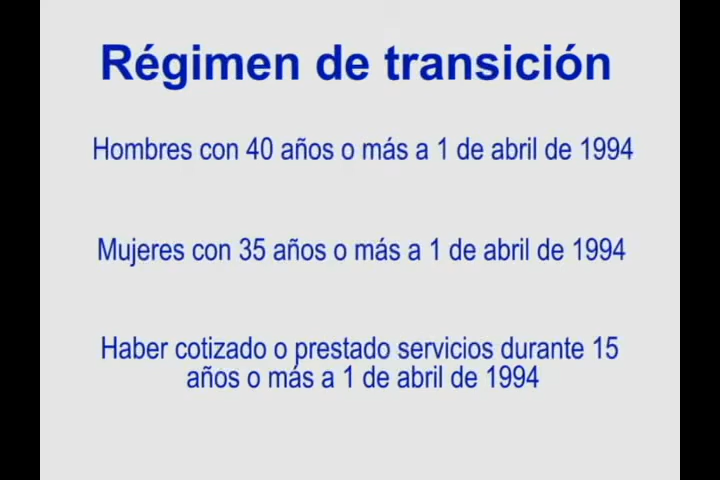 Régimen de transición
Hombres con 40 años o más a 1 de abril de 1994
Mujeres con 35 años o más a 1 de abril de 1994
Haber cotizado o prestado servicios durante 15
años o más a 1 de abril de 1994